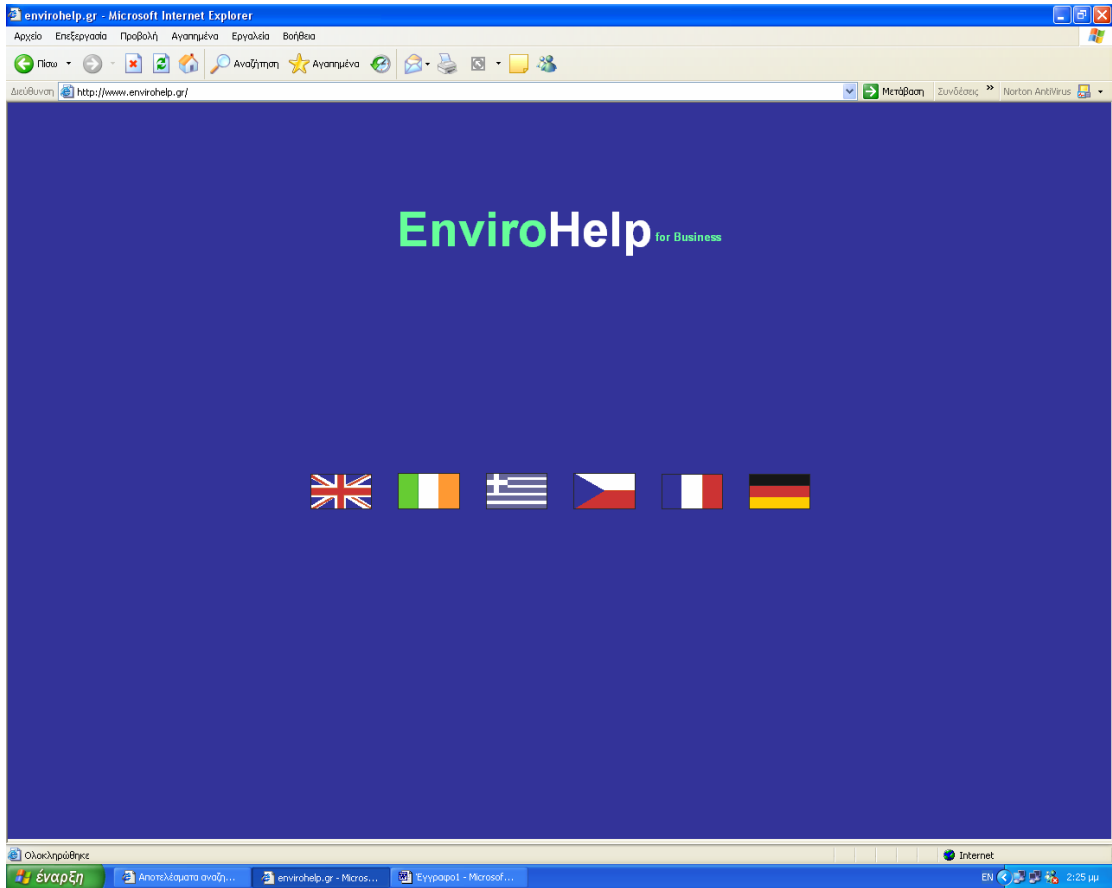 envirohelp.gr - Microsoft Internet Explorer
Αρχείο Επεξεργασία Προβολή Αγαπημένα Εργαλεία Βοήθεια
Πίσω Αναζήτηση Αγαπημένα
Διεύθυνση http://www.envirohelp.gr/ Μετάβαση Συνδέσεις » Norton AntiVirus
EnviroHelp for Business
Ολοκληρώθηκε Internet
έναρξη Αποτελέσματα αναζη... envirohelp.gr - Micros... Έγγραφο1 - Microsof... EN 2:25 μμ